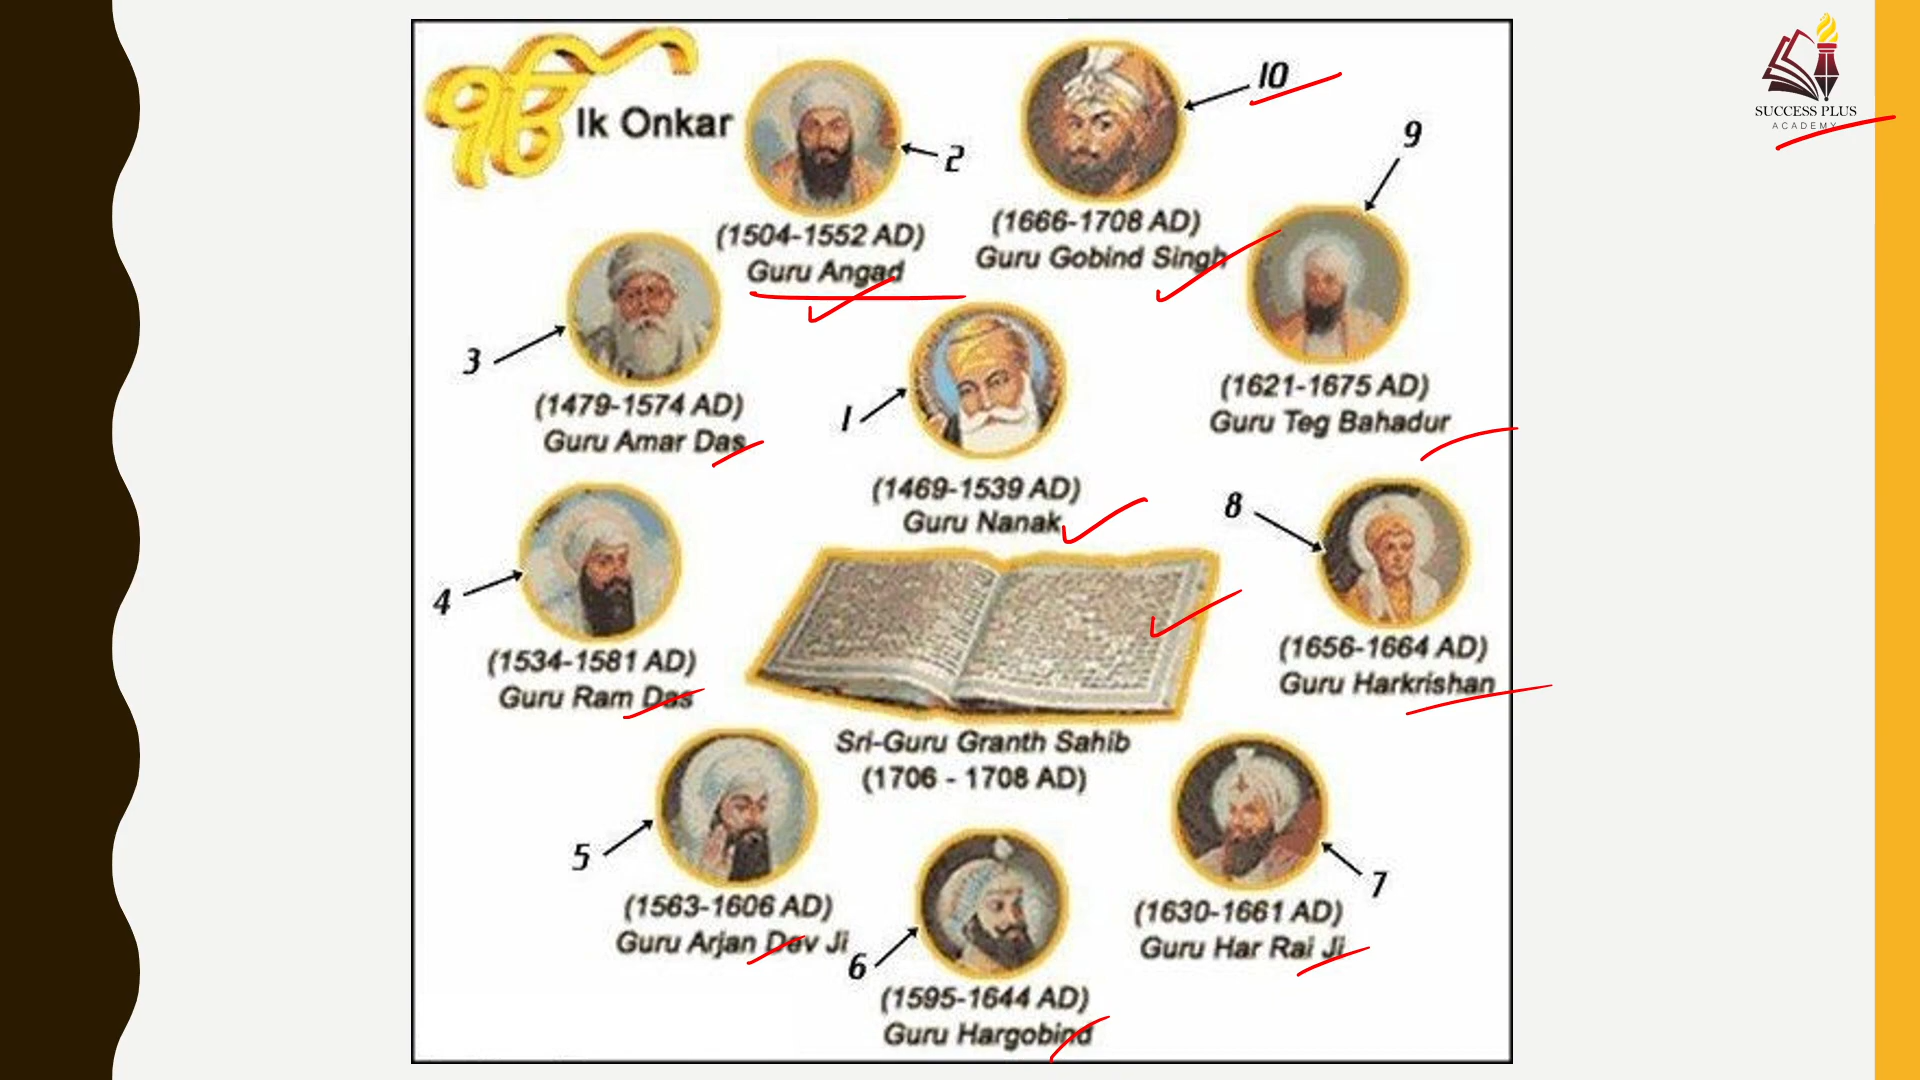 ੴ
Ik Onkar
2
(1504-1552 AD)
Guru Angad
10
(1666-1708 AD)
Guru Gobind Singh
9
(1621-1675 AD)
Guru Teg Bahadur
3
(1479-1574 AD)
Guru Amar Das
1
(1469-1539 AD)
Guru Nanak
8
(1656-1664 AD)
Guru Harkrishan
4
(1534-1581 AD)
Guru Ram Das
Sri-Guru Granth Sahib
(1706 - 1708 AD)
5
(1563-1606 AD)
Guru Arjan Dev Ji
6
(1595-1644 AD)
Guru Hargobind
7
(1630-1661 AD)
Guru Har Rai Ji
SUCCESS PLUS
ACADEMY